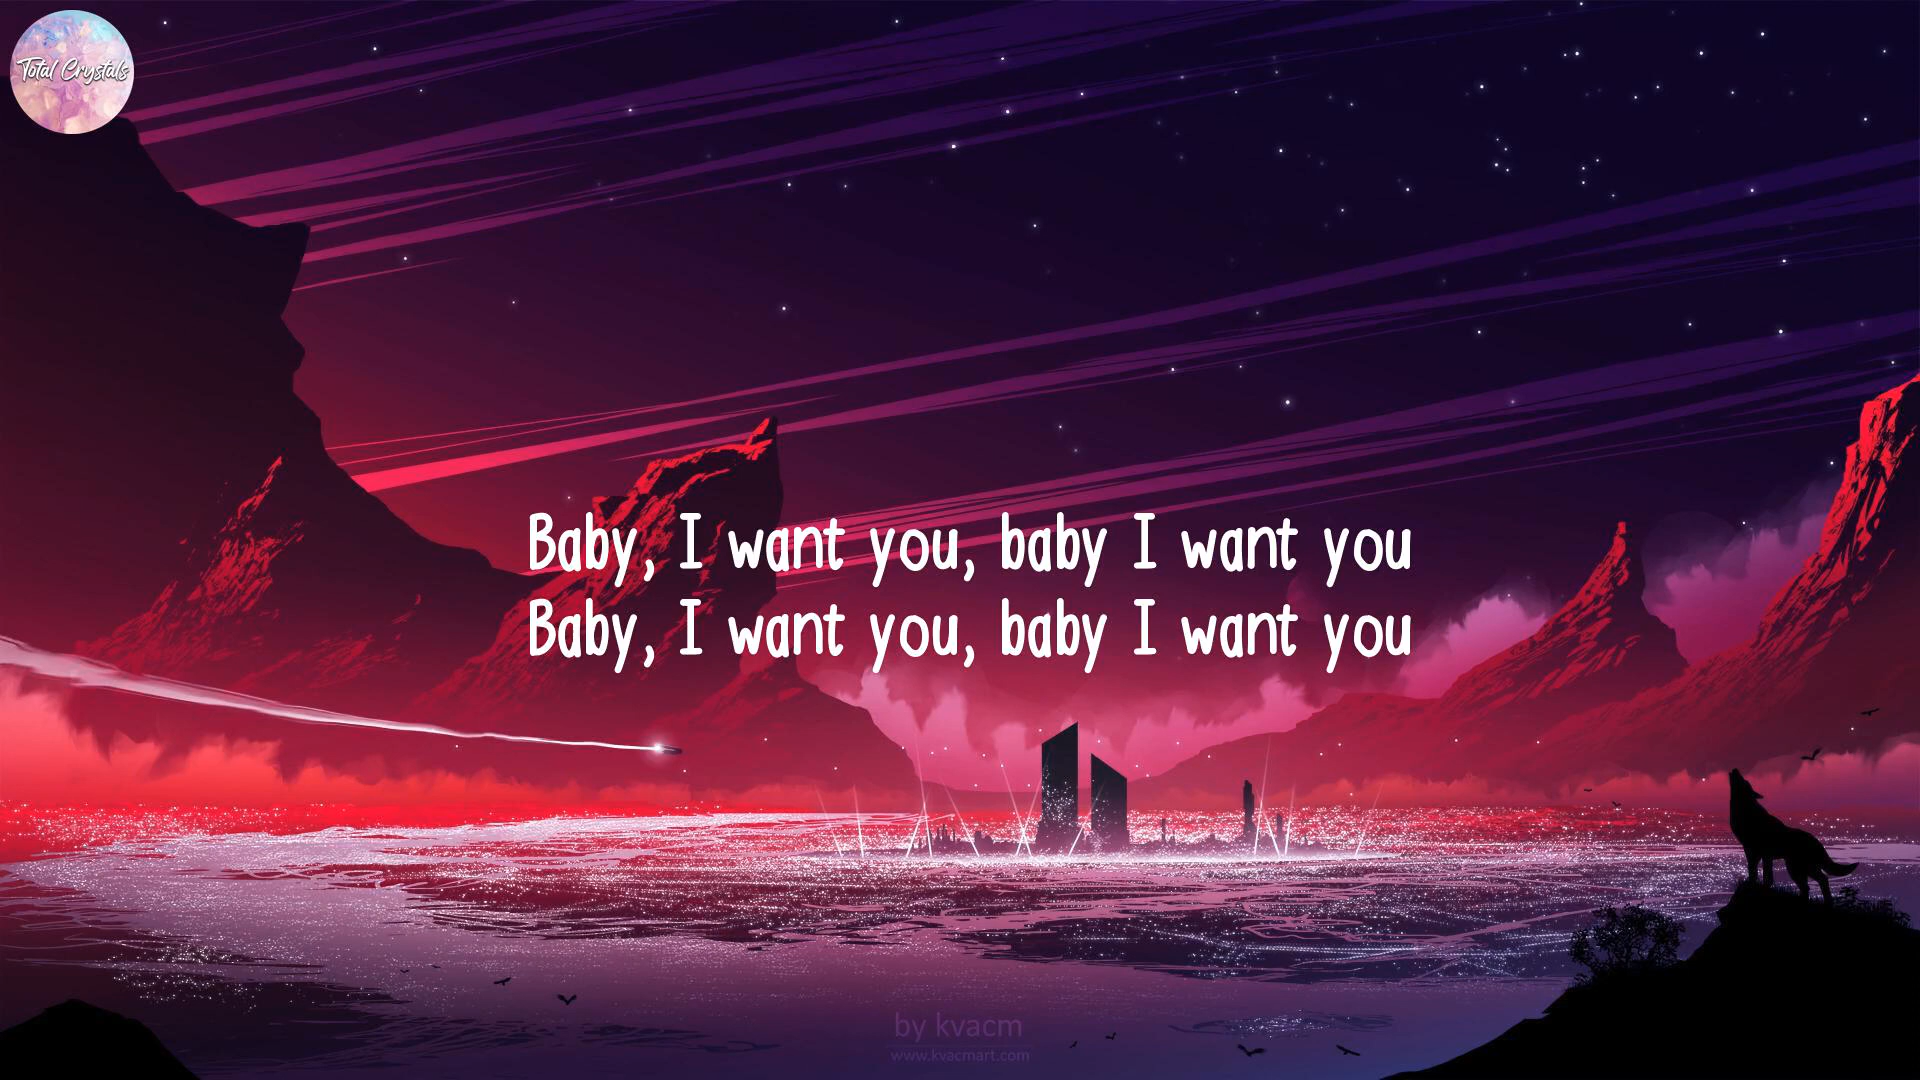 Total Crystals
Baby, I want you, baby I want you
Baby, I want you, baby I want you
by kvacm
www.kvacmart.com